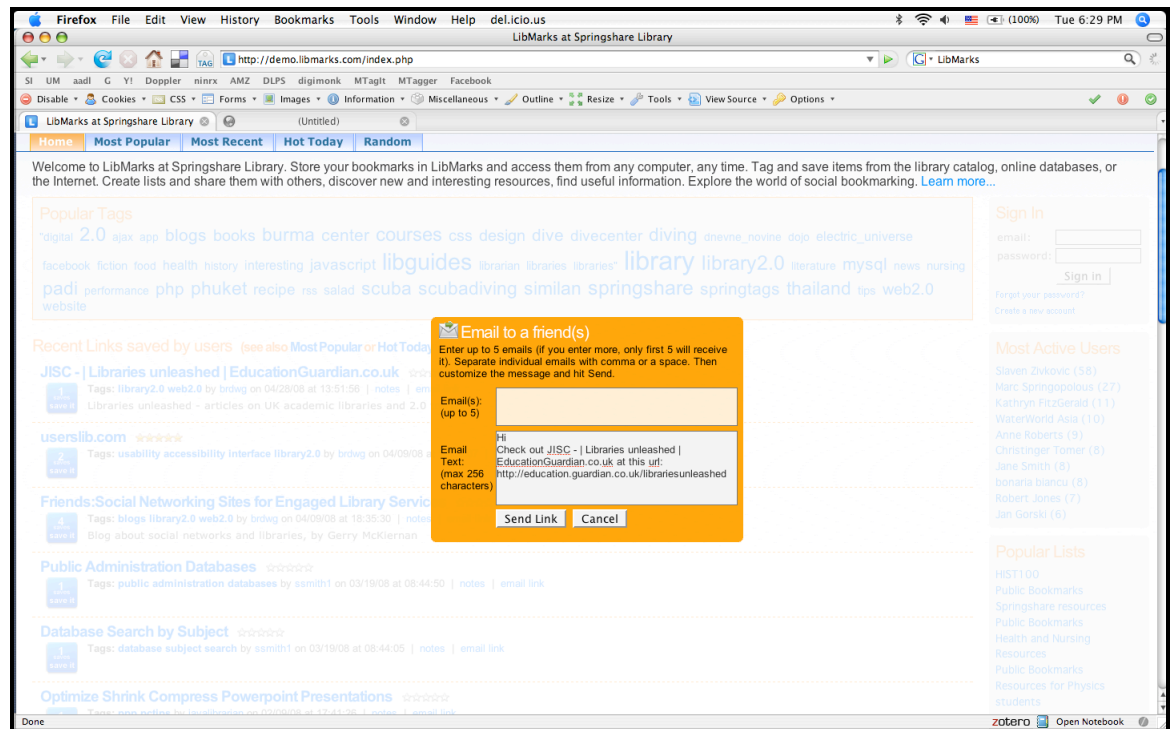 Firefox File Edit View History Bookmarks Tools Window Help del.icio.us (100%) Tue 6:29 PM
LibMarks at Springshare Library
TAG http://demo.libmarks.com/index.php G LibMarks
SI UM aadl G Y! Doppler ninrx AMZ DLPS digimonk MTagIt MTagger Facebook
Disable Cookies CSS Forms Images Information Miscellaneous Outline Resize Tools View Source Options
LibMarks at Springshare Library (Untitled)
Home Most Popular Most Recent Hot Today Random
Welcome to LibMarks at Springshare Library. Store your bookmarks in LibMarks and access them from any computer, any time. Tag and save items from the library catalog, online databases, or
the Internet. Create lists and share them with others, discover new and interesting resources, find useful information. Explore the world of social bookmarking. Learn more...
Popular Tags
"digital 2.0 ajax app blogs books burma center courses css design dive divecenter diving dnevne_novine dojo electric_universe
facebook fiction food health history interesting javascript libguides librarian libraries libraries" library library2.0 literature mysql news nursing
padi performance php phuket recipe rss salad scuba scubadiving similan springshare springtags thailand tips web2.0
website
Sign In
email:
password:
Sign In
Forgot your password?
Create a new account
Email to a friend(s)
Enter up to 5 emails (if you enter more, only first 5 will receive
it). Separate individual emails with comma or a space. Then
customize the message and hit Send.
Email(s):
(up to 5)
Email
Text:
(max 256
characters)
Hi
Check out JISC - | Libraries unleashed |
EducationGuardian.co.uk at this url:
http://education.guardian.co.uk/librariesunleashed
Send Link Cancel
Recent Links saved by users (see also Most Popular or Hot Today
JISC - | Libraries unleashed | EducationGuardian.co.uk
1
save it
Tags: library2.0 web2.0 by brdwg on 04/28/08 at 13:51:56 | notes | em
Libraries unleashed - articles on UK academic libraries and 2.0
userslib.com
2
save it
Tags: usability accessibility interface library2.0 by brdwg on 04/09/08 a
Friends:Social Networking Sites for Engaged Library Servic
4
save it
Tags: blogs library2.0 web2.0 by brdwg on 04/09/08 at 18:35:30 | notes
Blog about social networks and libraries, by Gerry McKiernan
Public Administration Databases
1
save it
Tags: public administration databases by ssmith1 on 03/19/08 at 08:44:50 | notes | email link
Database Search by Subject
1
save it
Tags: database subject search by ssmith1 on 03/19/08 at 08:44:05 | notes | email link
Optimize Shrink Compress Powerpoint Presentations
Most Active Users
Slaven Zivkovic (58)
Marc Springopolous (27)
Kathryn FitzGerald (11)
WaterWorld Asia (10)
Anne Roberts (9)
Christinger Tomer (8)
Jane Smith (8)
bonaria biancu (8)
Robert Jones (7)
Jan Gorski (6)
Popular Lists
HIST100
Public Bookmarks
Springshare resources
Public Bookmarks
Health and Nursing
Resources
Public Bookmarks
Resources for Physics
students
Done zotero Open Notebook